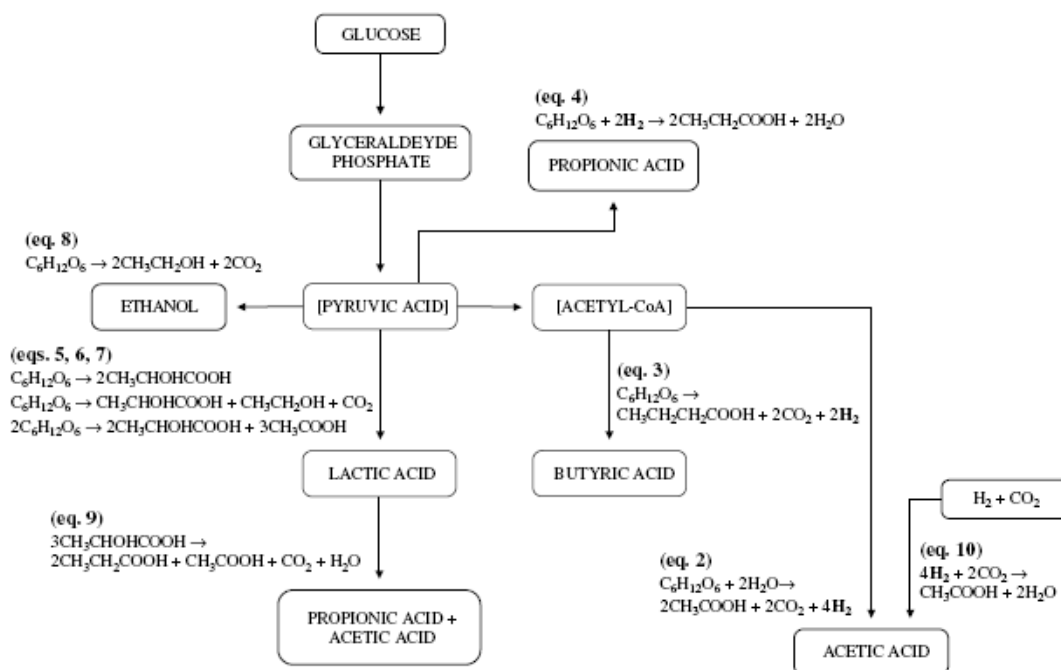 GLUCOSE
(eq. 4)
C₆H₁₂O₆ + 2H₂ → 2CH₃CH₂COOH + 2H₂O
GLYCERALDEYDE
PHOSPHATE
PROPIONIC ACID
(eq. 8)
C₆H₁₂O₆ → 2CH₃CH₂OH + 2CO₂
ETHANOL
[PYRUVIC ACID]
[ACETYL-CoA]
(eqs. 5, 6, 7)
C₆H₁₂O₆ → 2CH₃CHOHCOOH
C₆H₁₂O₆ → CH₃CHOHCOOH + CH₃CH₂OH + CO₂
2C₆H₁₂O₆ → 2CH₃CHOHCOOH + 3CH₃COOH
(eq. 3)
C₆H₁₂O₆ →
CH₃CH₂CH₂COOH + 2CO₂ + 2H₂
LACTIC ACID
BUTYRIC ACID
H₂ + CO₂
(eq. 9)
3CH₃CHOHCOOH →
2CH₃CH₂COOH + CH₃COOH + CO₂ + H₂O
(eq. 2)
C₆H₁₂O₆ + 2H₂O→
2CH₃COOH + 2CO₂ + 4H₂
(eq. 10)
4H₂ + 2CO₂ →
CH₃COOH + 2H₂O
PROPIONIC ACID +
ACETIC ACID
ACETIC ACID